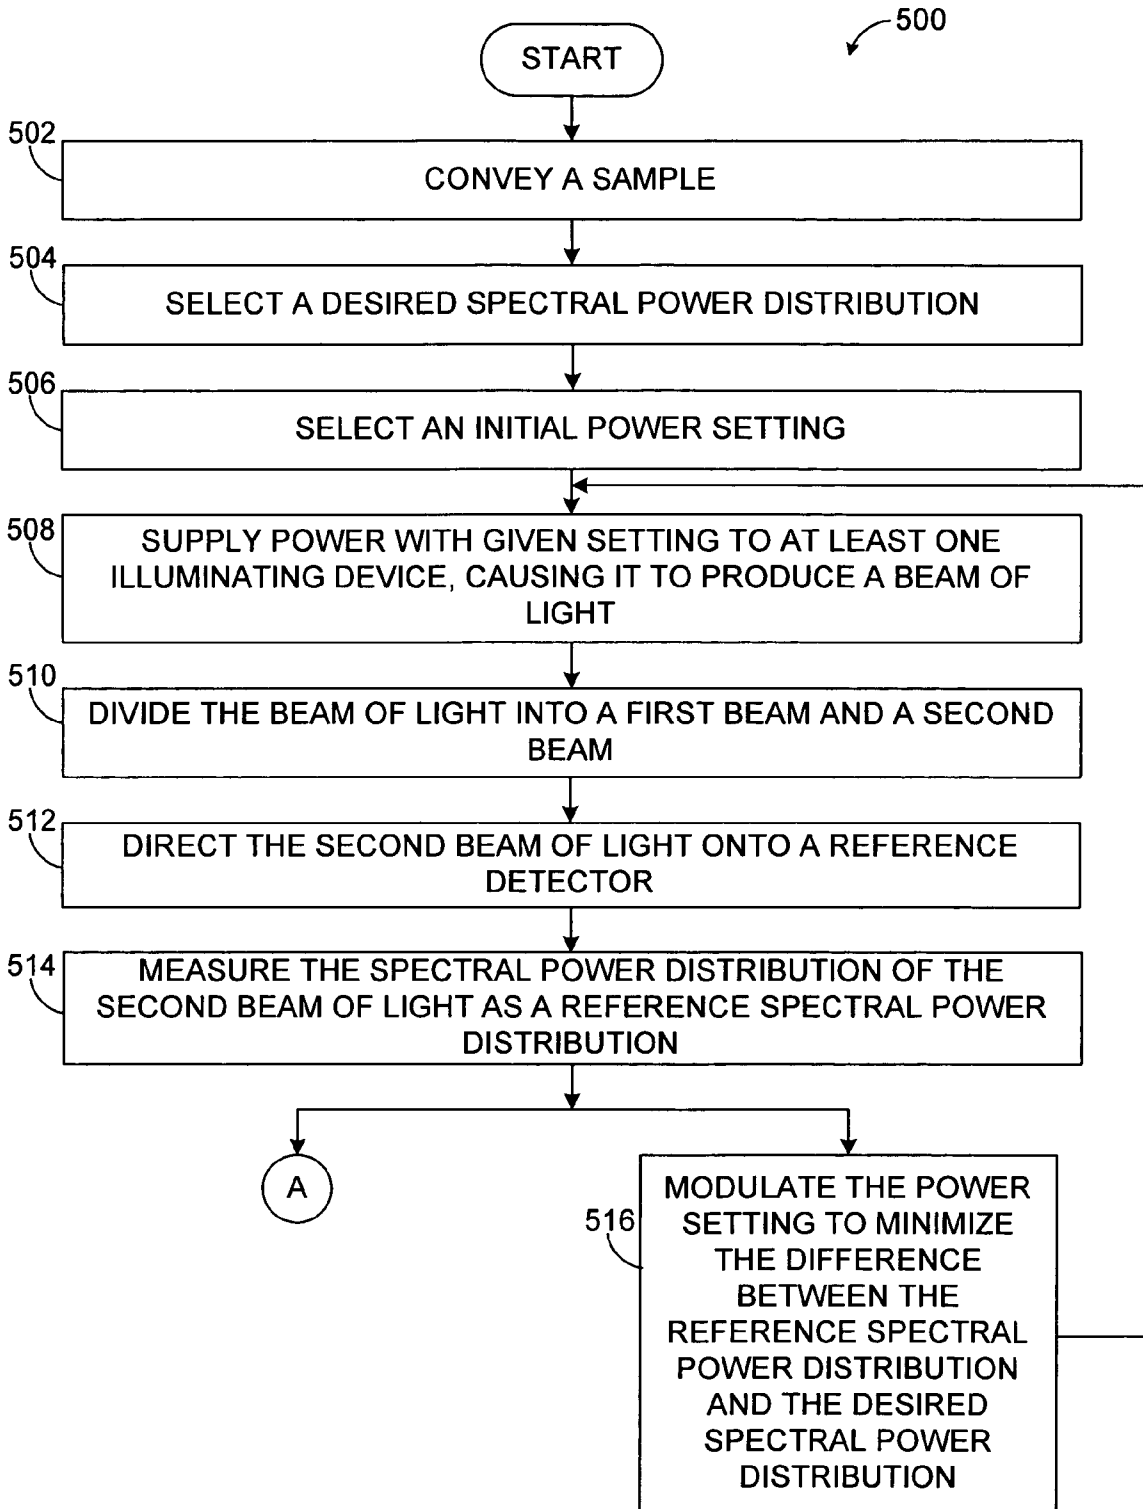 500
START
502
CONVEY A SAMPLE
504
SELECT A DESIRED SPECTRAL POWER DISTRIBUTION
506
SELECT AN INITIAL POWER SETTING
508
SUPPLY POWER WITH GIVEN SETTING TO AT LEAST ONE
ILLUMINATING DEVICE, CAUSING IT TO PRODUCE A BEAM OF
LIGHT
510
DIVIDE THE BEAM OF LIGHT INTO A FIRST BEAM AND A SECOND
BEAM
512
DIRECT THE SECOND BEAM OF LIGHT ONTO A REFERENCE
DETECTOR
514
MEASURE THE SPECTRAL POWER DISTRIBUTION OF THE
SECOND BEAM OF LIGHT AS A REFERENCE SPECTRAL POWER
DISTRIBUTION
A
516
MODULATE THE POWER
SETTING TO MINIMIZE
THE DIFFERENCE
BETWEEN THE
REFERENCE SPECTRAL
POWER DISTRIBUTION
AND THE DESIRED
SPECTRAL POWER
DISTRIBUTION